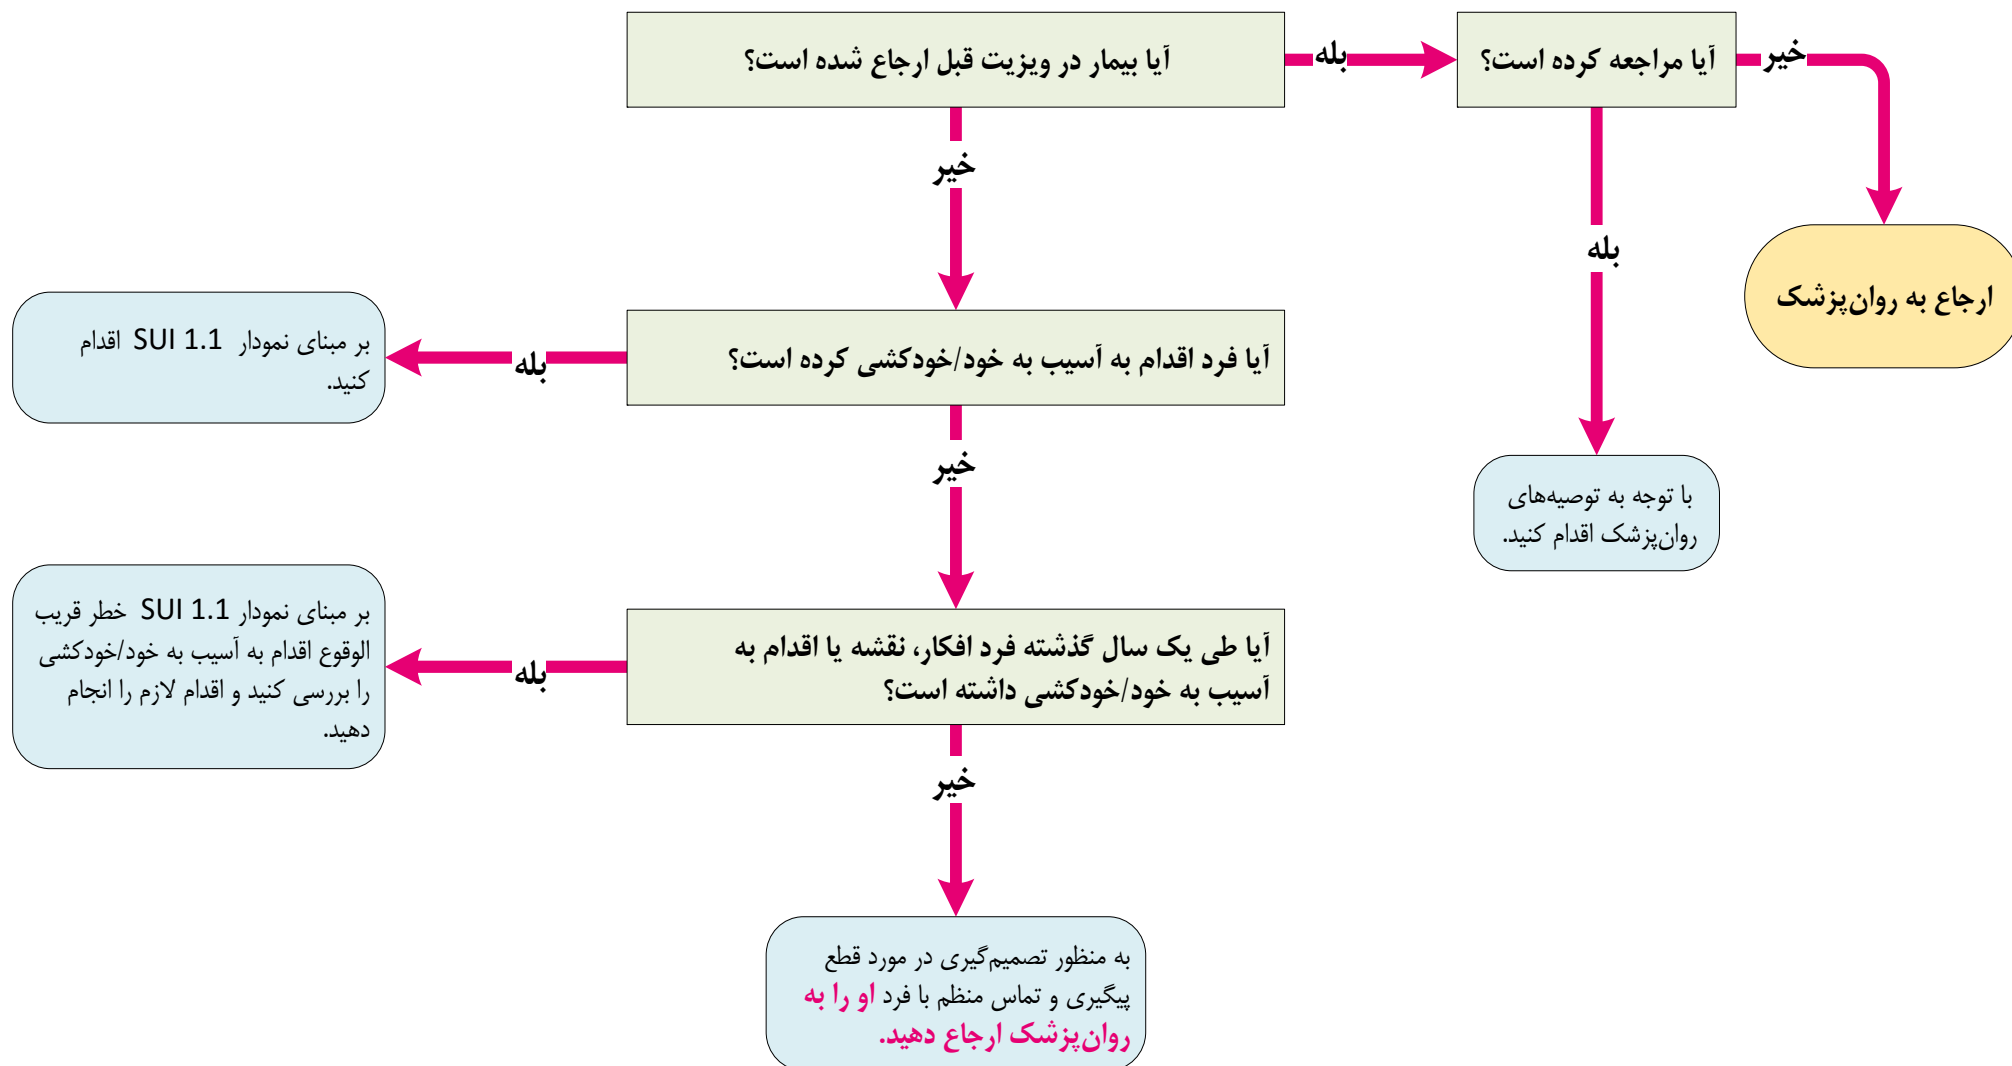 آیا بیمار در ویزیت قبل ارجاع شده است؟
بله
آیا مراجعه کرده است؟
خیر
ارجاع به روان‌پزشک
بله
با توجه به توصیه‌های
روان‌پزشک اقدام کنید.
خیر
آیا فرد اقدام به آسیب به خود/خودکشی کرده است؟
بله
بر مبنای نمودار SUI 1.1 اقدام
کنید.
خیر
آیا طی یک سال گذشته فرد افکار، نقشه یا اقدام به
آسیب به خود/خودکشی داشته است؟
بله
بر مبنای نمودار SUI 1.1 خطر قریب
الوقوع اقدام به آسیب به خود/خودکشی
را بررسی کنید و اقدام لازم را انجام
دهید.
خیر
به منظور تصمیم‌گیری در مورد قطع
پیگیری و تماس منظم با فرد او را به
روان‌پزشک ارجاع دهید.